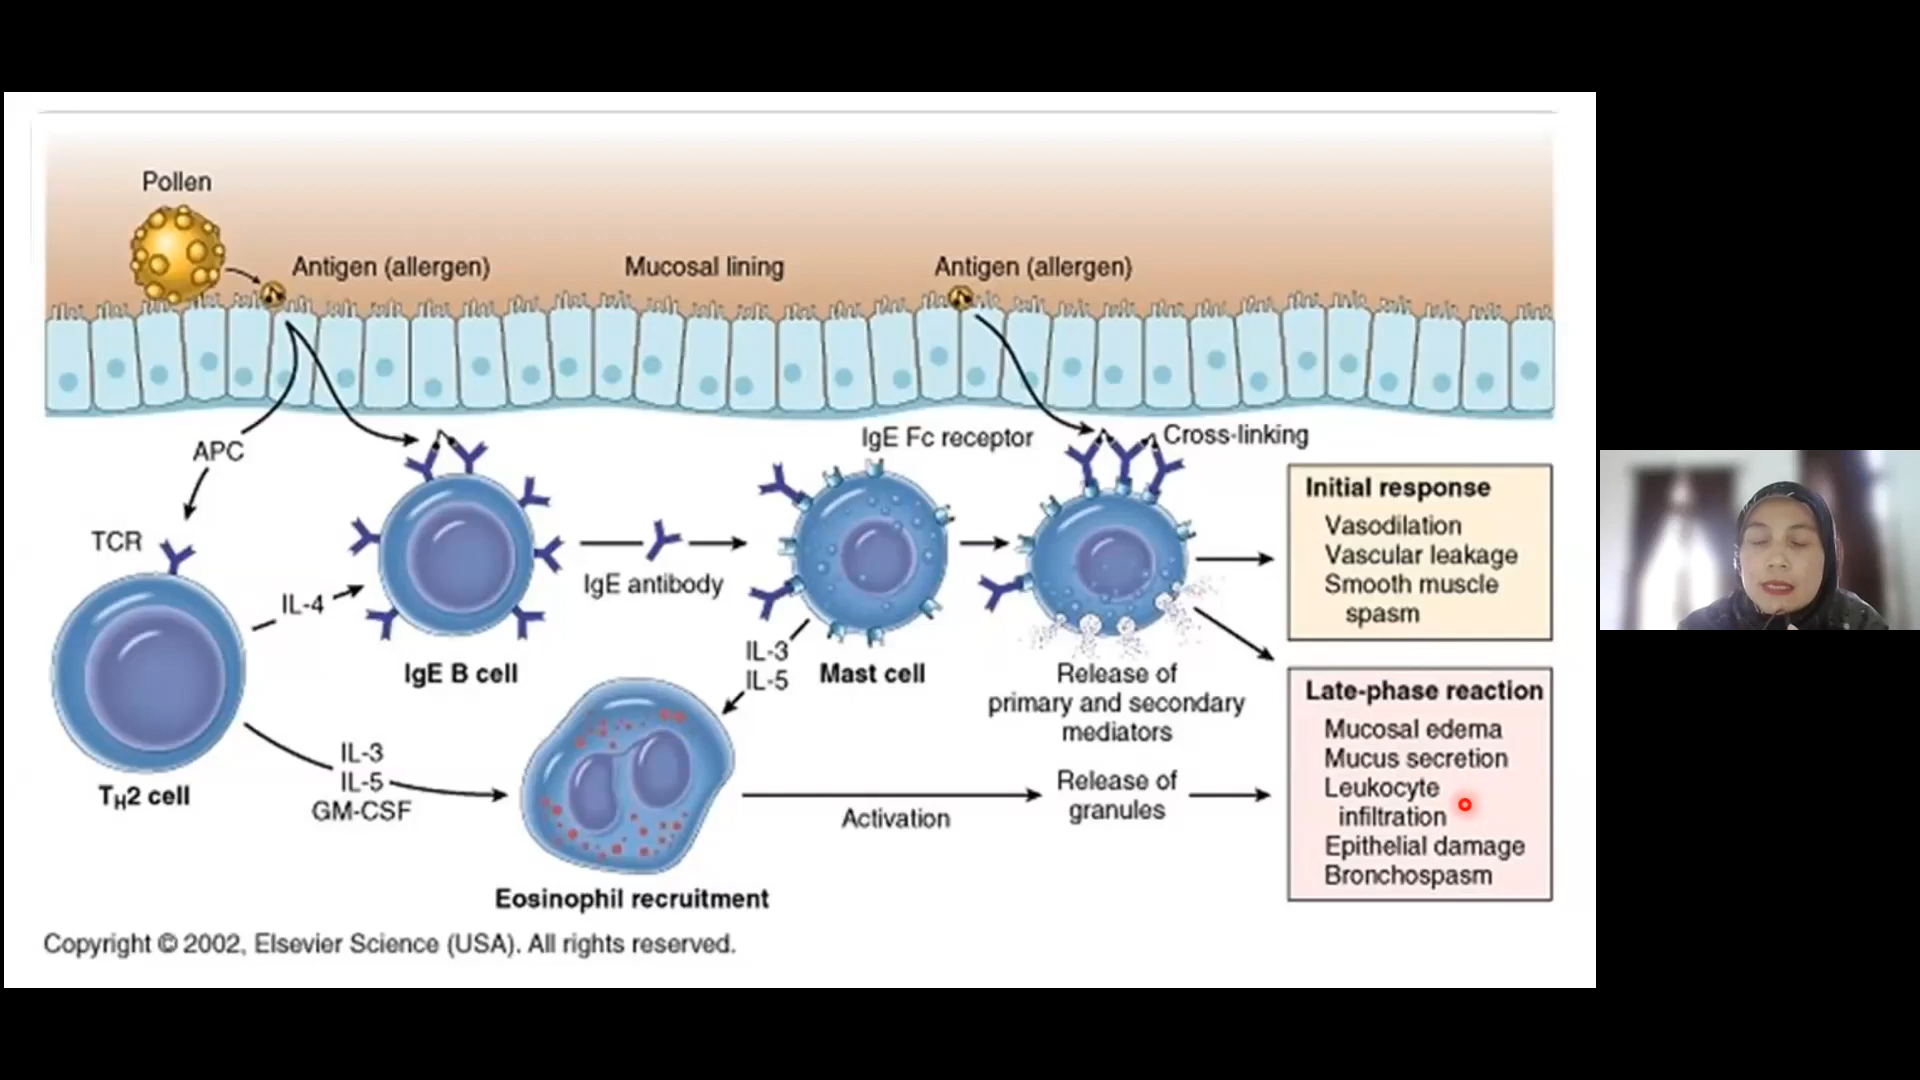 Pollen
Antigen (allergen)
Mucosal lining
Antigen (allergen)
APC
IgE Fc receptor
Cross-linking
TCR
IL-4
IgE antibody
IgE B cell
IL-3
IL-5
Mast cell
Release of
primary and secondary
mediators
Initial response
Vasodilation
Vascular leakage
Smooth muscle
spasm
TH2 cell
IL-3
IL-5
GM-CSF
Eosinophil recruitment
Activation
Release of
granules
Late-phase reaction
Mucosal edema
Mucus secretion
Leukocyte
infiltration
Epithelial damage
Bronchospasm
Copyright © 2002, Elsevier Science (USA). All rights reserved.